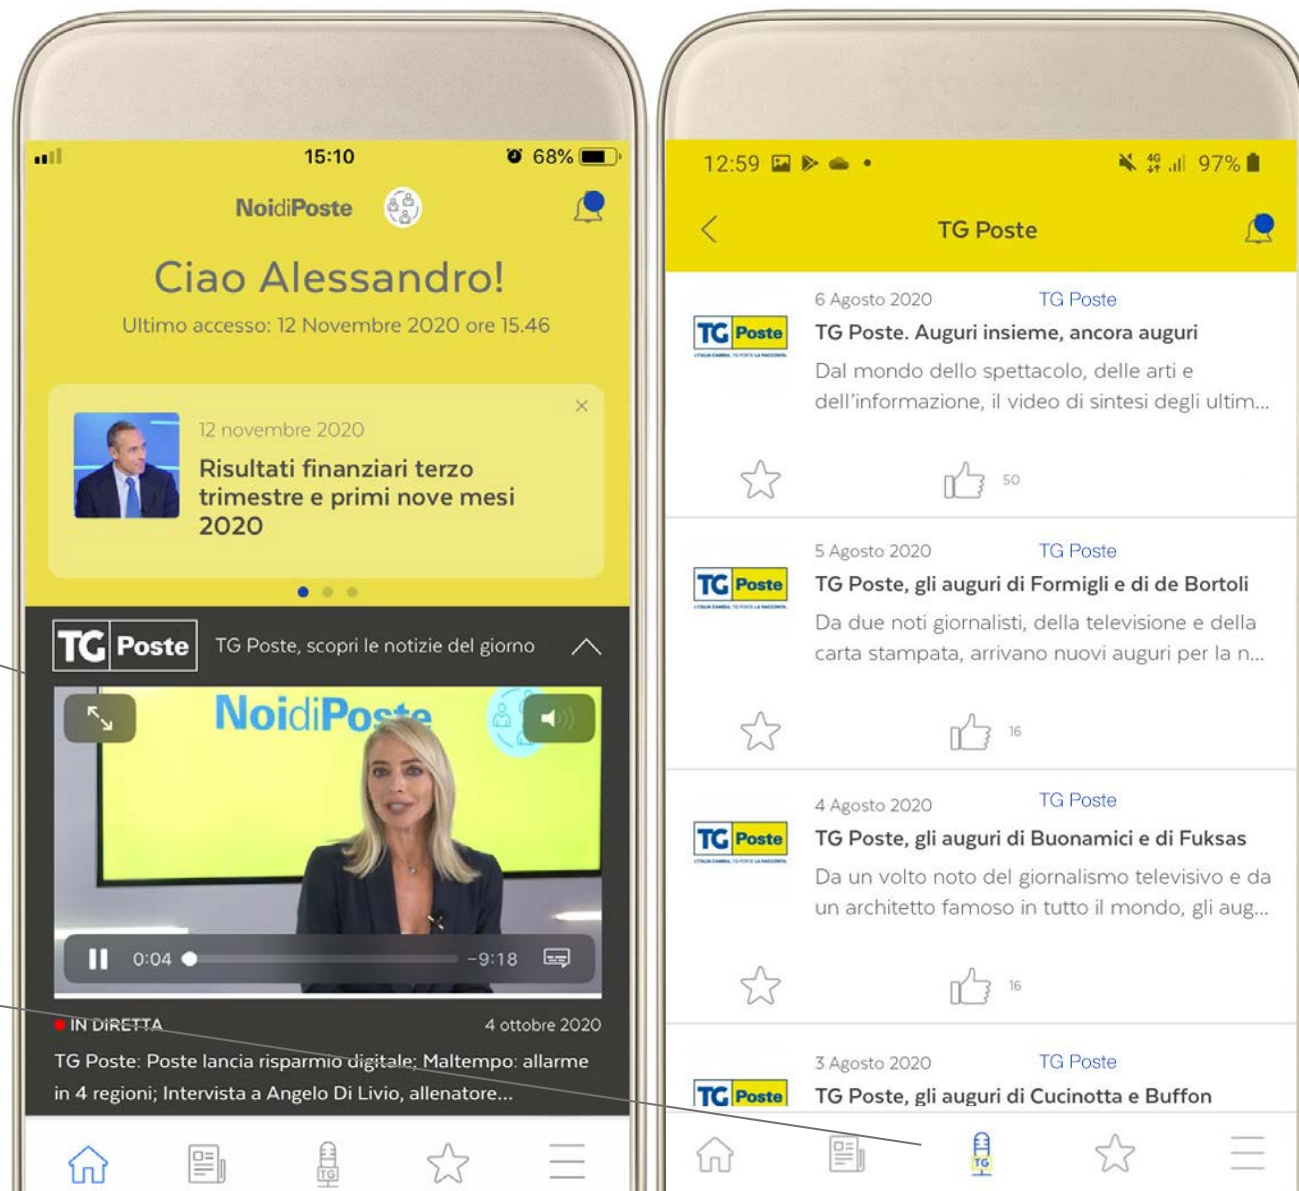 15:10
68%
NoidiPoste
Ciao Alessandro!
Ultimo accesso: 12 Novembre 2020 ore 15.46
12 novembre 2020
Risultati finanziari terzo
trimestre e primi nove mesi
2020
TG Poste
TG Poste, scopri le notizie del giorno
NoidiPoste
0:04
-9:18
IN DIRETTA
4 ottobre 2020
TG Poste: Poste lancia risparmio digitale; Maltempo: allarme
in 4 regioni; Intervista a Angelo Di Livio, allenatore...
TG
12:59
4G
97%
TG Poste
6 Agosto 2020
TG Poste
TG Poste
TG Poste. Auguri insieme, ancora auguri
Dal mondo dello spettacolo, delle arti e
dell'informazione, il video di sintesi degli ultim...
50
5 Agosto 2020
TG Poste
TG Poste
TG Poste, gli auguri di Formigli e di de Bortoli
Da due noti giornalisti, della televisione e della
carta stampata, arrivano nuovi auguri per la n...
16
4 Agosto 2020
TG Poste
TG Poste
TG Poste, gli auguri di Buonamici e di Fuksas
Da un volto noto del giornalismo televisivo e da
un architetto famoso in tutto il mondo, gli aug...
16
3 Agosto 2020
TG Poste
TG Poste
TG Poste, gli auguri di Cucinotta e Buffon
TG